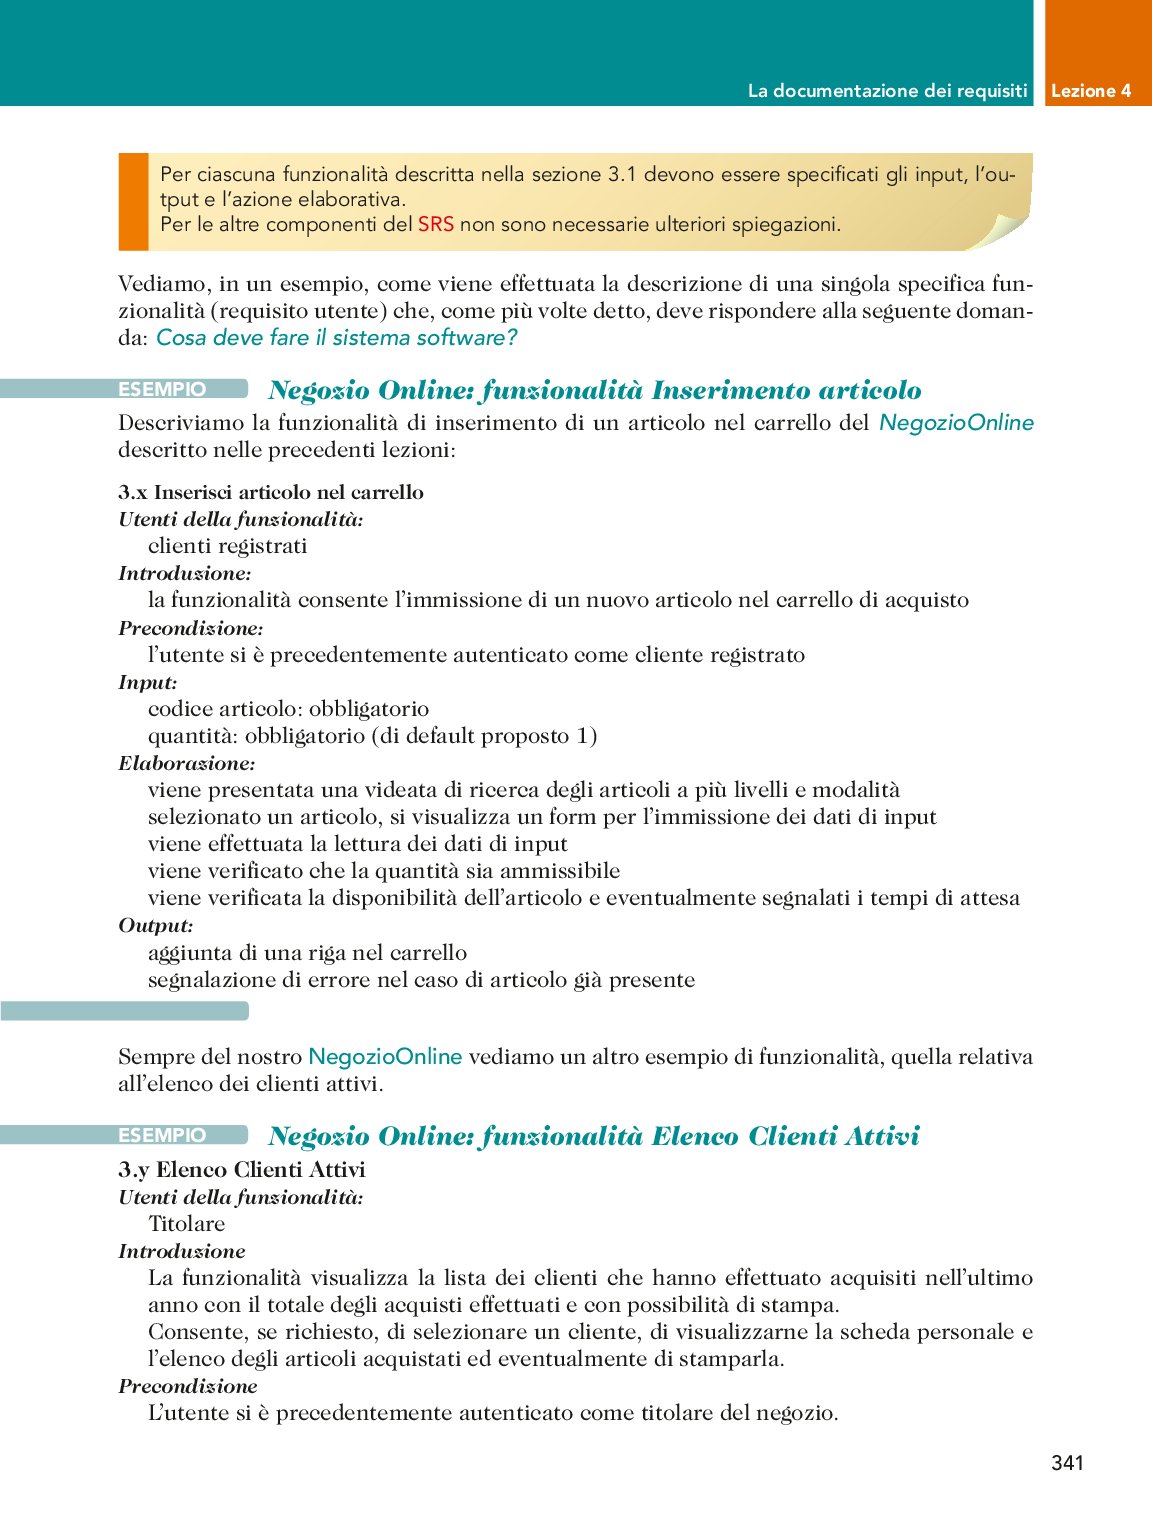 La documentazione dei requisiti
Lezione 4
Per ciascuna funzionalità descritta nella sezione 3.1 devono essere specificati gli input, l’ou-
tput e l’azione elaborativa.
Per le altre componenti del SRS non sono necessarie ulteriori spiegazioni.
Vediamo, in un esempio, come viene effettuata la descrizione di una singola specifica fun-
zionalità (requisito utente) che, come più volte detto, deve rispondere alla seguente doman-
da: Cosa deve fare il sistema software?
ESEMPIO Negozio Online: funzionalità Inserimento articolo
Descriviamo la funzionalità di inserimento di un articolo nel carrello del NegozioOnline
descritto nelle precedenti lezioni:
3.x Inserisci articolo nel carrello
Utenti della funzionalità:
clienti registrati
Introduzione:
la funzionalità consente l’immissione di un nuovo articolo nel carrello di acquisto
Precondizione:
l’utente si è precedentemente autenticato come cliente registrato
Input:
codice articolo: obbligatorio
quantità: obbligatorio (di default proposto 1)
Elaborazione:
viene presentata una videata di ricerca degli articoli a più livelli e modalità
selezionato un articolo, si visualizza un form per l’immissione dei dati di input
viene effettuata la lettura dei dati di input
viene verificato che la quantità sia ammissibile
viene verificata la disponibilità dell’articolo e eventualmente segnalati i tempi di attesa
Output:
aggiunta di una riga nel carrello
segnalazione di errore nel caso di articolo già presente
Sempre del nostro NegozioOnline vediamo un altro esempio di funzionalità, quella relativa
all’elenco dei clienti attivi.
ESEMPIO Negozio Online: funzionalità Elenco Clienti Attivi
3.y Elenco Clienti Attivi
Utenti della funzionalità:
Titolare
Introduzione
La funzionalità visualizza la lista dei clienti che hanno effettuato acquisiti nell’ultimo
anno con il totale degli acquisti effettuati e con possibilità di stampa.
Consente, se richiesto, di selezionare un cliente, di visualizzarne la scheda personale e
l’elenco degli articoli acquistati ed eventualmente di stamparla.
Precondizione
L’utente si è precedentemente autenticato come titolare del negozio.
341